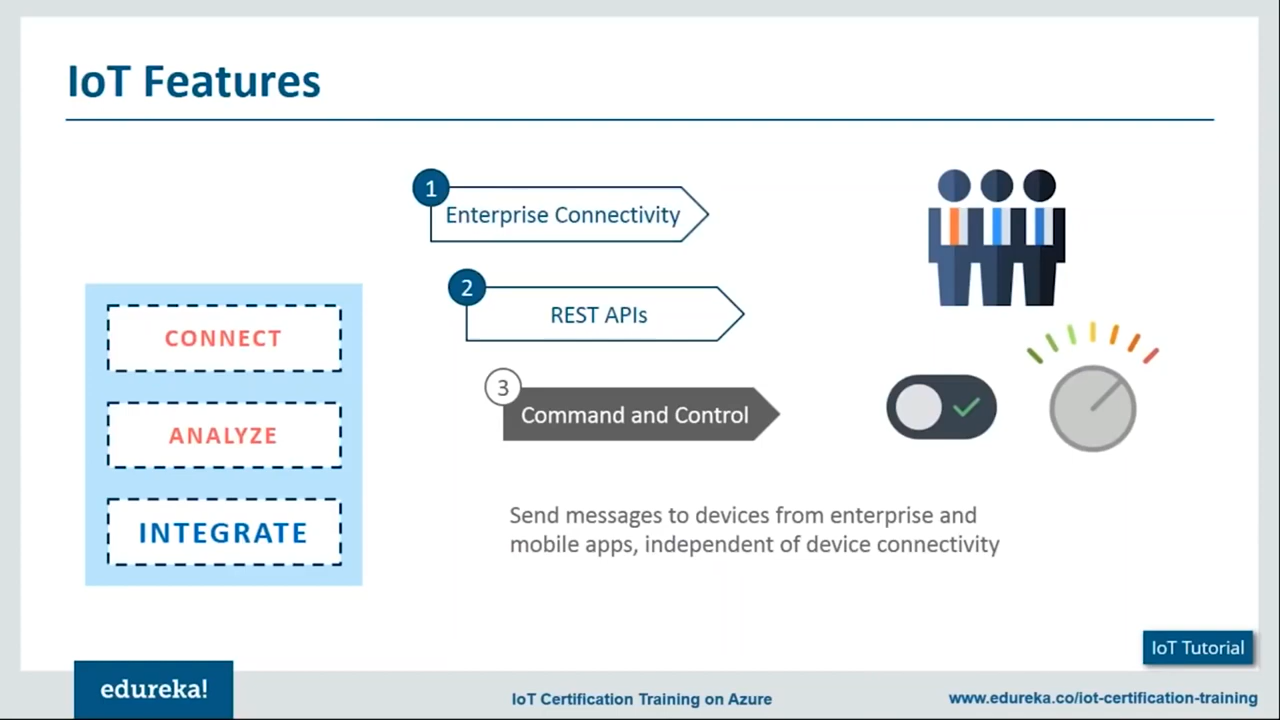 IoT Features
CONNECT
ANALYZE
INTEGRATE
1
Enterprise Connectivity
2
REST APIs
3
Command and Control
Send messages to devices from enterprise and
mobile apps, independent of device connectivity
IoT Tutorial
edureka!
IoT Certification Training on Azure
www.edureka.co/iot-certification-training